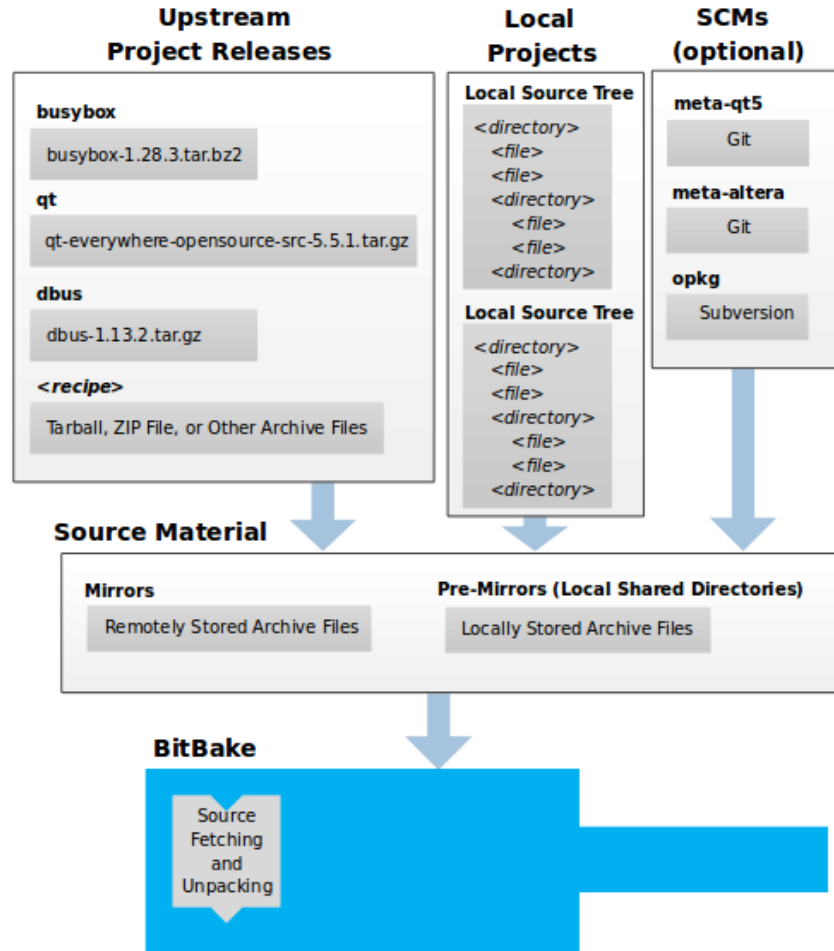 Upstream
Project Releases
busybox
busybox-1.28.3.tar.bz2
qt
qt-everywhere-opensource-src-5.5.1.tar.gz
dbus
dbus-1.13.2.tar.gz
<recipe>
Tarball, ZIP File, or Other Archive Files
Local
Projects
Local Source Tree
<directory>
<file>
<file>
<directory>
<file>
<file>
<directory>
Local Source Tree
<directory>
<file>
<file>
<directory>
<file>
<file>
<directory>
SCMs
(optional)
meta-qt5
Git
meta-altera
Git
opkg
Subversion
Source Material
Mirrors
Remotely Stored Archive Files
Pre-Mirrors (Local Shared Directories)
Locally Stored Archive Files
BitBake
Source
Fetching
and
Unpacking